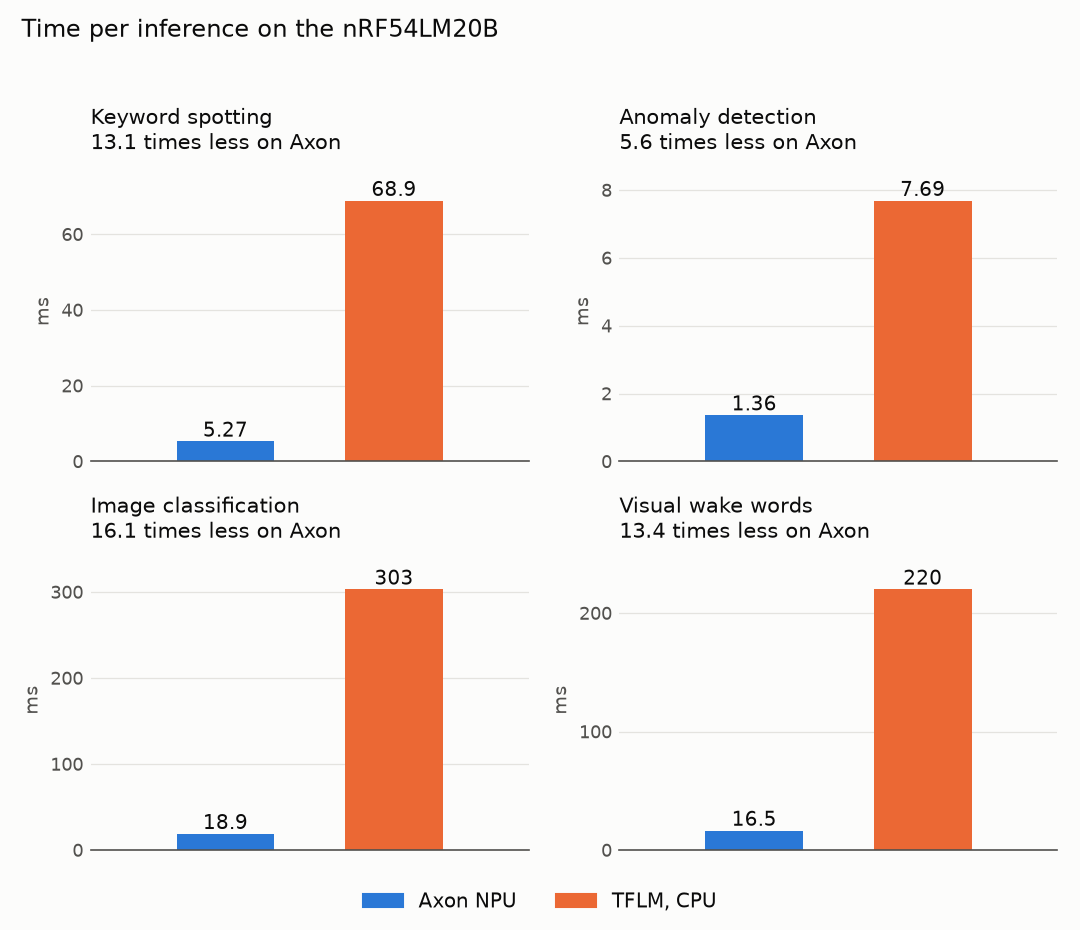 Time per inference on the nRF54LM20B
Keyword spotting
13.1 times less on Axon
68.9
60
40
20
0
ms
5.27
Anomaly detection
5.6 times less on Axon
8
7.69
6
4
2
0
ms
1.36
Image classification
16.1 times less on Axon
303
300
200
100
0
ms
18.9
Visual wake words
13.4 times less on Axon
220
200
100
0
ms
16.5
Axon NPU
TFLM, CPU